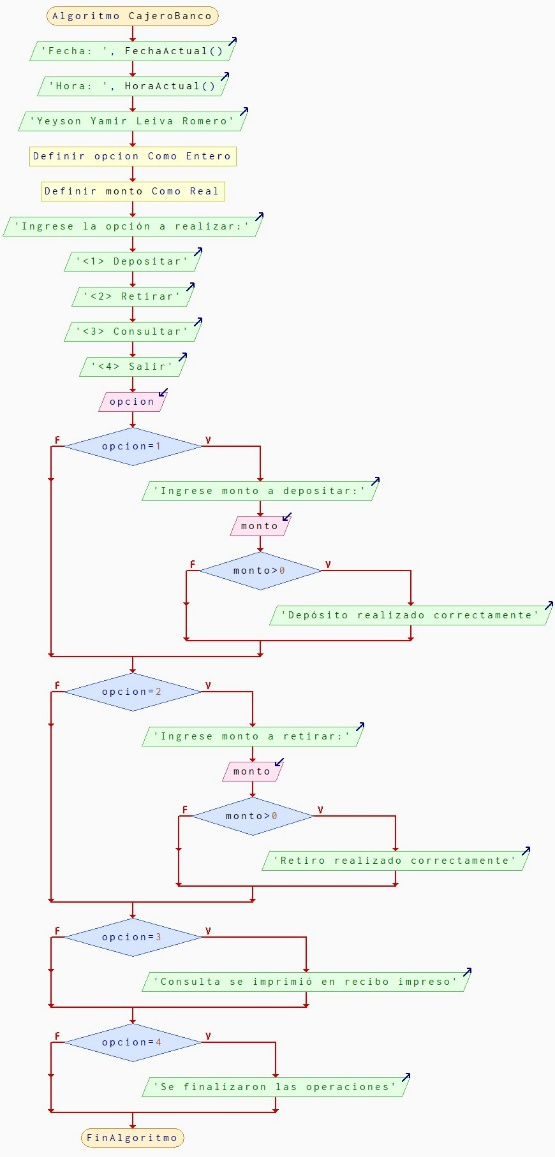 Algoritmo CajeroBanco
'Fecha: ', FechaActual()
'Hora: ', HoraActual()
'Yeyson Yamir Leiva Romero'
Definir opcion Como Entero
Definir monto Como Real
'Ingrese la opción a realizar:'
'<1> Depositar'
'<2> Retirar'
'<3> Consultar'
'<4> Salir'
opcion
F
V
opcion=1
'Ingrese monto a depositar:'
monto
F
V
monto>0
'Depósito realizado correctamente'
F
V
opcion=2
'Ingrese monto a retirar:'
monto
F
V
monto>0
'Retiro realizado correctamente'
F
V
opcion=3
'Consulta se imprimió en recibo impreso'
F
V
opcion=4
'Se finalizaron las operaciones'
FinAlgoritmo